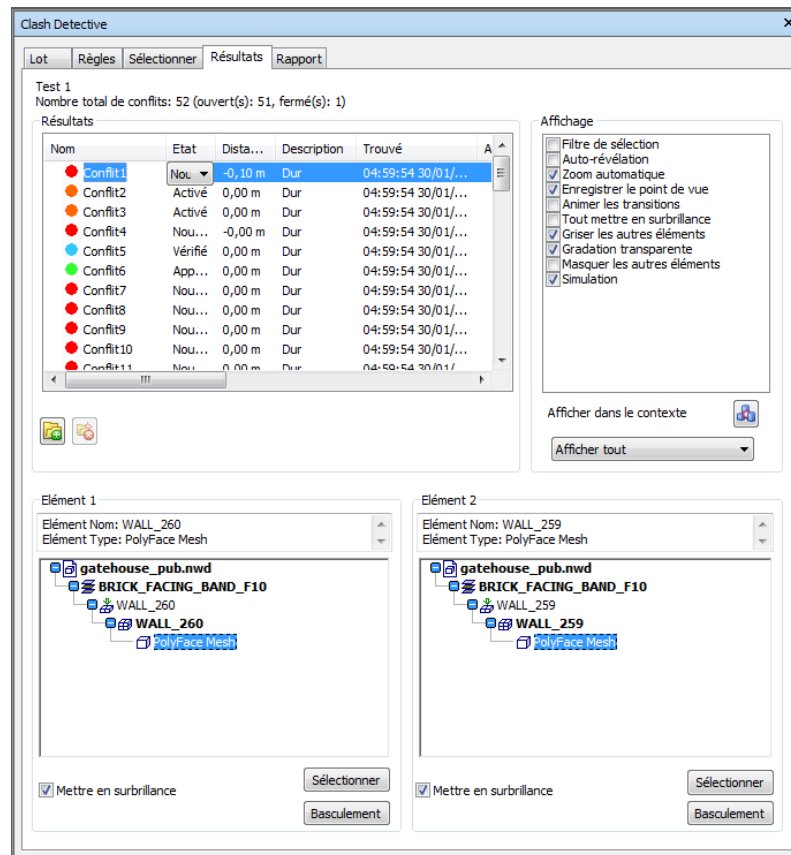 Clash Detective
Lot Règles Sélectionner Résultats Rapport
Test 1
Nombre total de conflits: 52 (ouvert(s): 51, fermé(s): 1)
Résultats
Nom Etat Dista... Description Trouvé A
Conflit1 Nou -0,10 m Dur 04:59:54 30/01/...
Conflit2 Activé 0,00 m Dur 04:59:54 30/01/...
Conflit3 Activé 0,00 m Dur 04:59:54 30/01/...
Conflit4 Nou... -0,00 m Dur 04:59:54 30/01/...
Conflit5 Vérifié 0,00 m Dur 04:59:54 30/01/...
Conflit6 App... 0,00 m Dur 04:59:54 30/01/...
Conflit7 Nou... 0,00 m Dur 04:59:54 30/01/...
Conflit8 Nou... 0,00 m Dur 04:59:54 30/01/...
Conflit9 Nou... 0,00 m Dur 04:59:54 30/01/...
Conflit10 Nou... 0,00 m Dur 04:59:54 30/01/...
Conflit11 Nou 0,00 m Dur 04:59:54 30/01/
Affichage
Filtre de sélection
Auto-révélation
Zoom automatique
Enregistrer le point de vue
Animer les transitions
Tout mettre en surbrillance
Griser les autres éléments
Gradation transparente
Masquer les autres éléments
Simulation
Afficher dans le contexte
Afficher tout
Elément 1
Elément Nom: WALL_260
Elément Type: PolyFace Mesh
gatehouse_pub.nwd
BRICK_FACING_BAND_F10
WALL_260
WALL_260
PolyFace Mesh
Mettre en surbrillance
Sélectionner
Basculement
Elément 2
Elément Nom: WALL_259
Elément Type: PolyFace Mesh
gatehouse_pub.nwd
BRICK_FACING_BAND_F10
WALL_259
WALL_259
PolyFace Mesh
Mettre en surbrillance
Sélectionner
Basculement